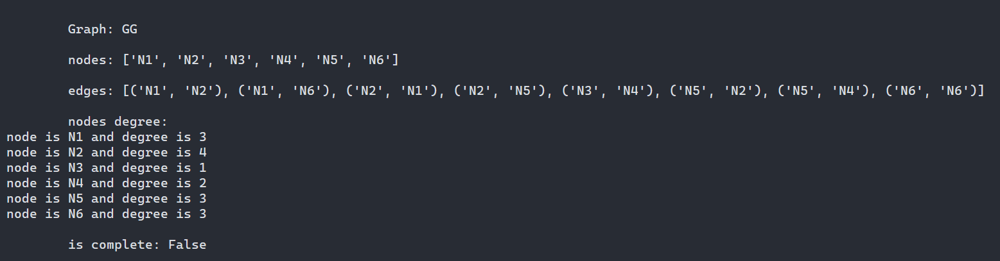 Graph: GG
nodes: ['N1', 'N2', 'N3', 'N4', 'N5', 'N6']
edges: [('N1', 'N2'), ('N1', 'N6'), ('N2', 'N1'), ('N2', 'N5'), ('N3', 'N4'), ('N5', 'N2'), ('N5', 'N4'), ('N6', 'N6')]
nodes degree:
node is N1 and degree is 3
node is N2 and degree is 4
node is N3 and degree is 1
node is N4 and degree is 2
node is N5 and degree is 3
node is N6 and degree is 3
is complete: False